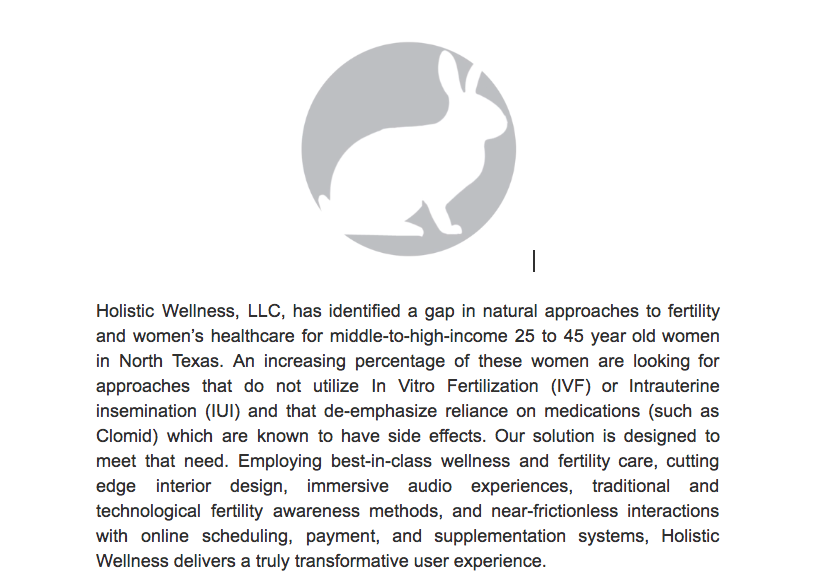 Holistic Wellness, LLC, has identified a gap in natural approaches to fertility
and women’s healthcare for middle-to-high-income 25 to 45 year old women
in North Texas. An increasing percentage of these women are looking for
approaches that do not utilize In Vitro Fertilization (IVF) or Intrauterine
insemination (IUI) and that de-emphasize reliance on medications (such as
Clomid) which are known to have side effects. Our solution is designed to
meet that need. Employing best-in-class wellness and fertility care, cutting
edge interior design, immersive audio experiences, traditional and
technological fertility awareness methods, and near-frictionless interactions
with online scheduling, payment, and supplementation systems, Holistic
Wellness delivers a truly transformative user experience.